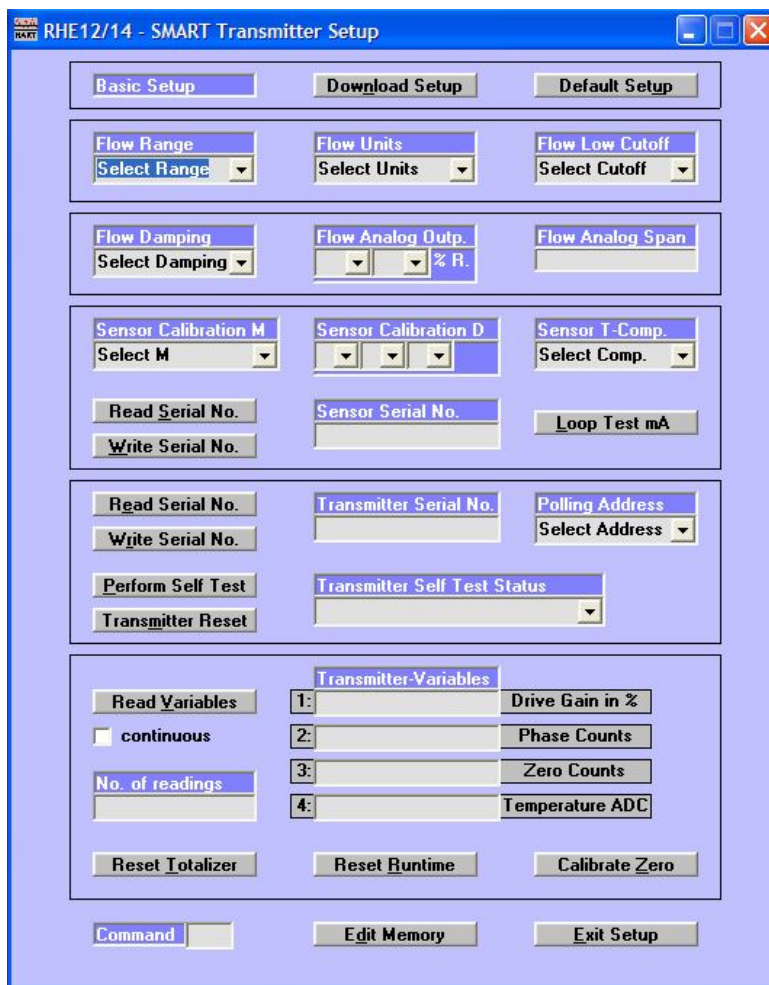 HART RHE12/14 - SMART Transmitter Setup
Basic Setup Download Setup Default Setup
Flow Range Flow Units Flow Low Cutoff
Select Range Select Units Select Cutoff
Flow Damping Flow Analog Outp. Flow Analog Span
Select Damping % R.
Sensor Calibration M Sensor Calibration D Sensor T-Comp.
Select M Select Comp.
Read Serial No. Sensor Serial No. Loop Test mA
Write Serial No.
Read Serial No. Transmitter Serial No. Polling Address
Write Serial No. Select Address
Perform Self Test Transmitter Self Test Status
Transmitter Reset
Transmitter-Variables
Read Variables 1: Drive Gain in %
continuous 2: Phase Counts
No. of readings 3: Zero Counts
4: Temperature ADC
Reset Totalizer Reset Runtime Calibrate Zero
Command Edit Memory Exit Setup